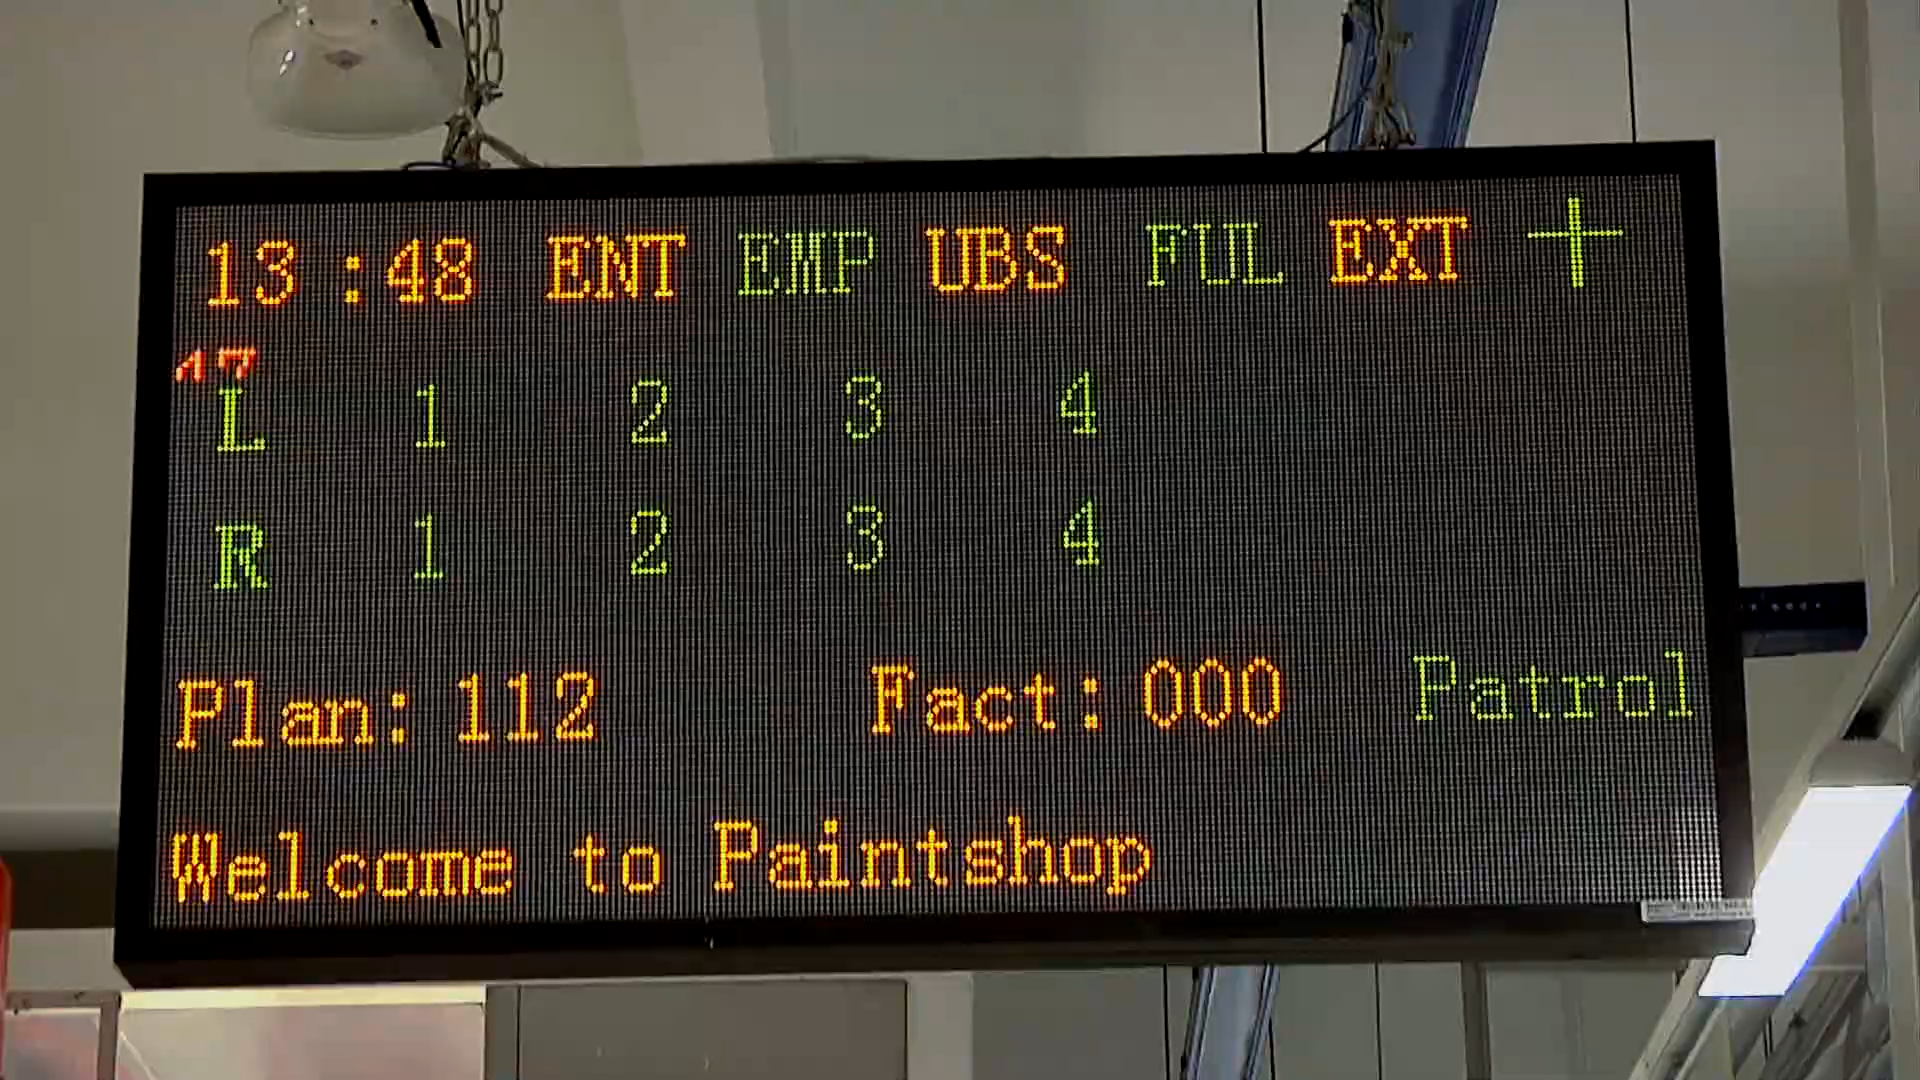 13:48 ENT EMP UBS FUL EXT +
L 1 2 3 4
R 1 2 3 4
Plan: 112 Fact: 000 Patrol
Welcome to Paintshop